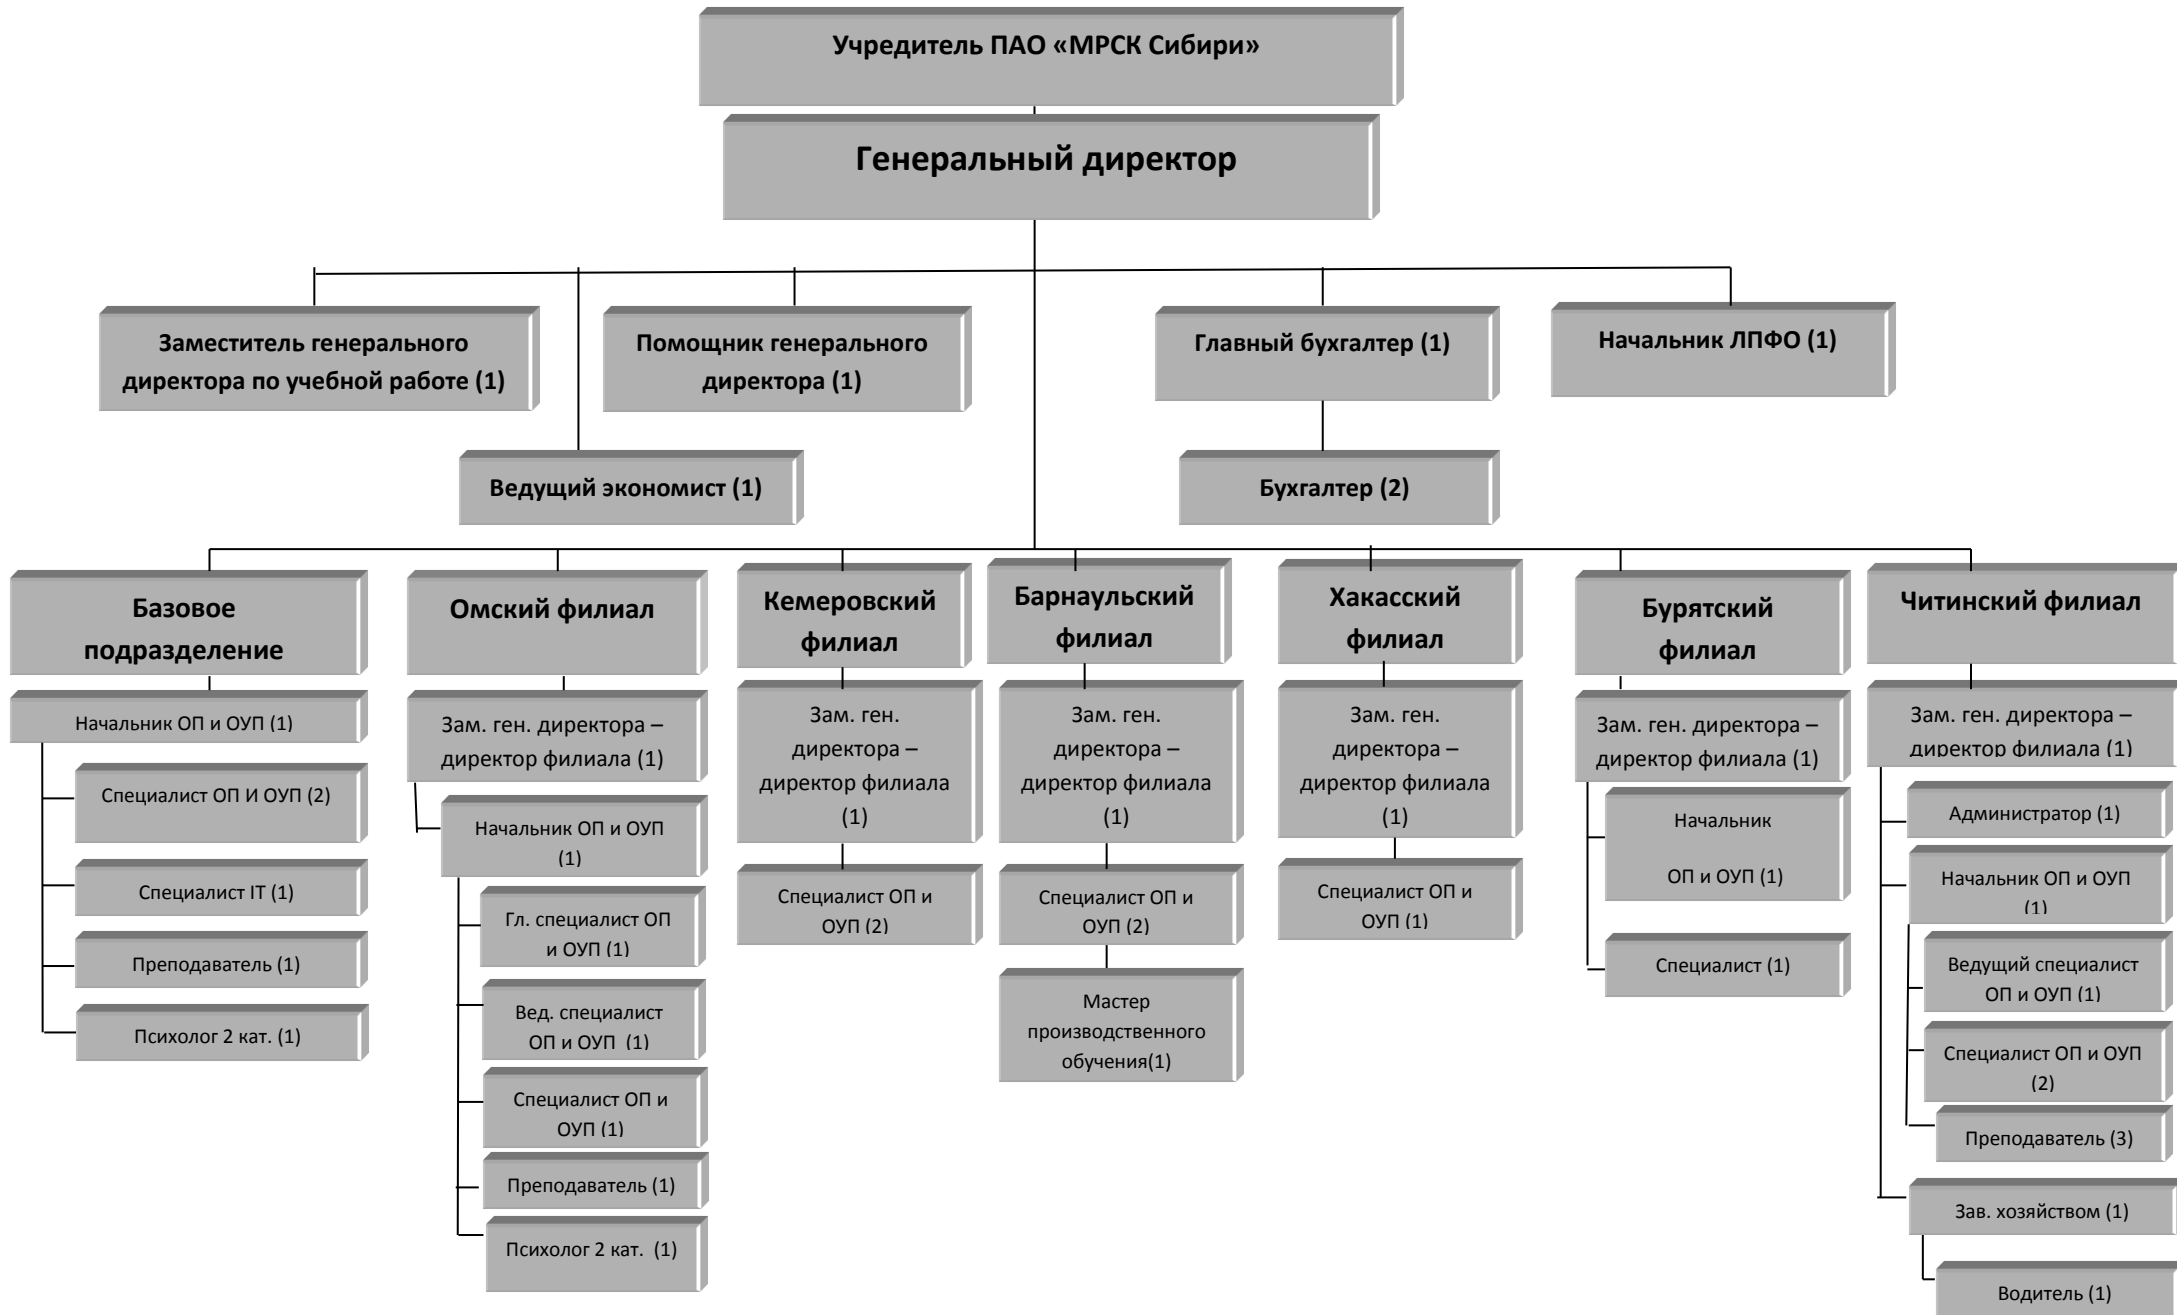 Учредитель ПАО «МРСК Сибири»
Генеральный директор
Заместитель генерального
директора по учебной работе (1)
Помощник генерального
директора (1)
Главный бухгалтер (1)
Начальник ЛПФО (1)
Ведущий экономист (1)
Бухгалтер (2)
Базовое
подразделение
Начальник ОП и ОУП (1)
Специалист ОП И ОУП (2)
Специалист IT (1)
Преподаватель (1)
Психолог 2 кат. (1)
Омский филиал
Зам. ген. директора –
директор филиала (1)
Начальник ОП и ОУП
(1)
Гл. специалист ОП
и ОУП (1)
Вед. специалист
ОП и ОУП (1)
Специалист ОП и
ОУП (1)
Преподаватель (1)
Психолог 2 кат. (1)
Кемеровский
филиал
Зам. ген.
директора –
директор филиала
(1)
Специалист ОП и
ОУП (2)
Барнаульский
филиал
Зам. ген.
директора –
директор филиала
(1)
Специалист ОП и
ОУП (2)
Мастер
производственного
обучения(1)
Хакасский
филиал
Зам. ген.
директора –
директор филиала
(1)
Специалист ОП и
ОУП (1)
Бурятский
филиал
Зам. ген. директора –
директор филиала (1)
Начальник
ОП и ОУП (1)
Специалист (1)
Читинский филиал
Зам. ген. директора –
директор филиала (1)
Администратор (1)
Начальник ОП и ОУП
(1)
Ведущий специалист
ОП и ОУП (1)
Специалист ОП и ОУП
(2)
Преподаватель (3)
Зав. хозяйством (1)
Водитель (1)